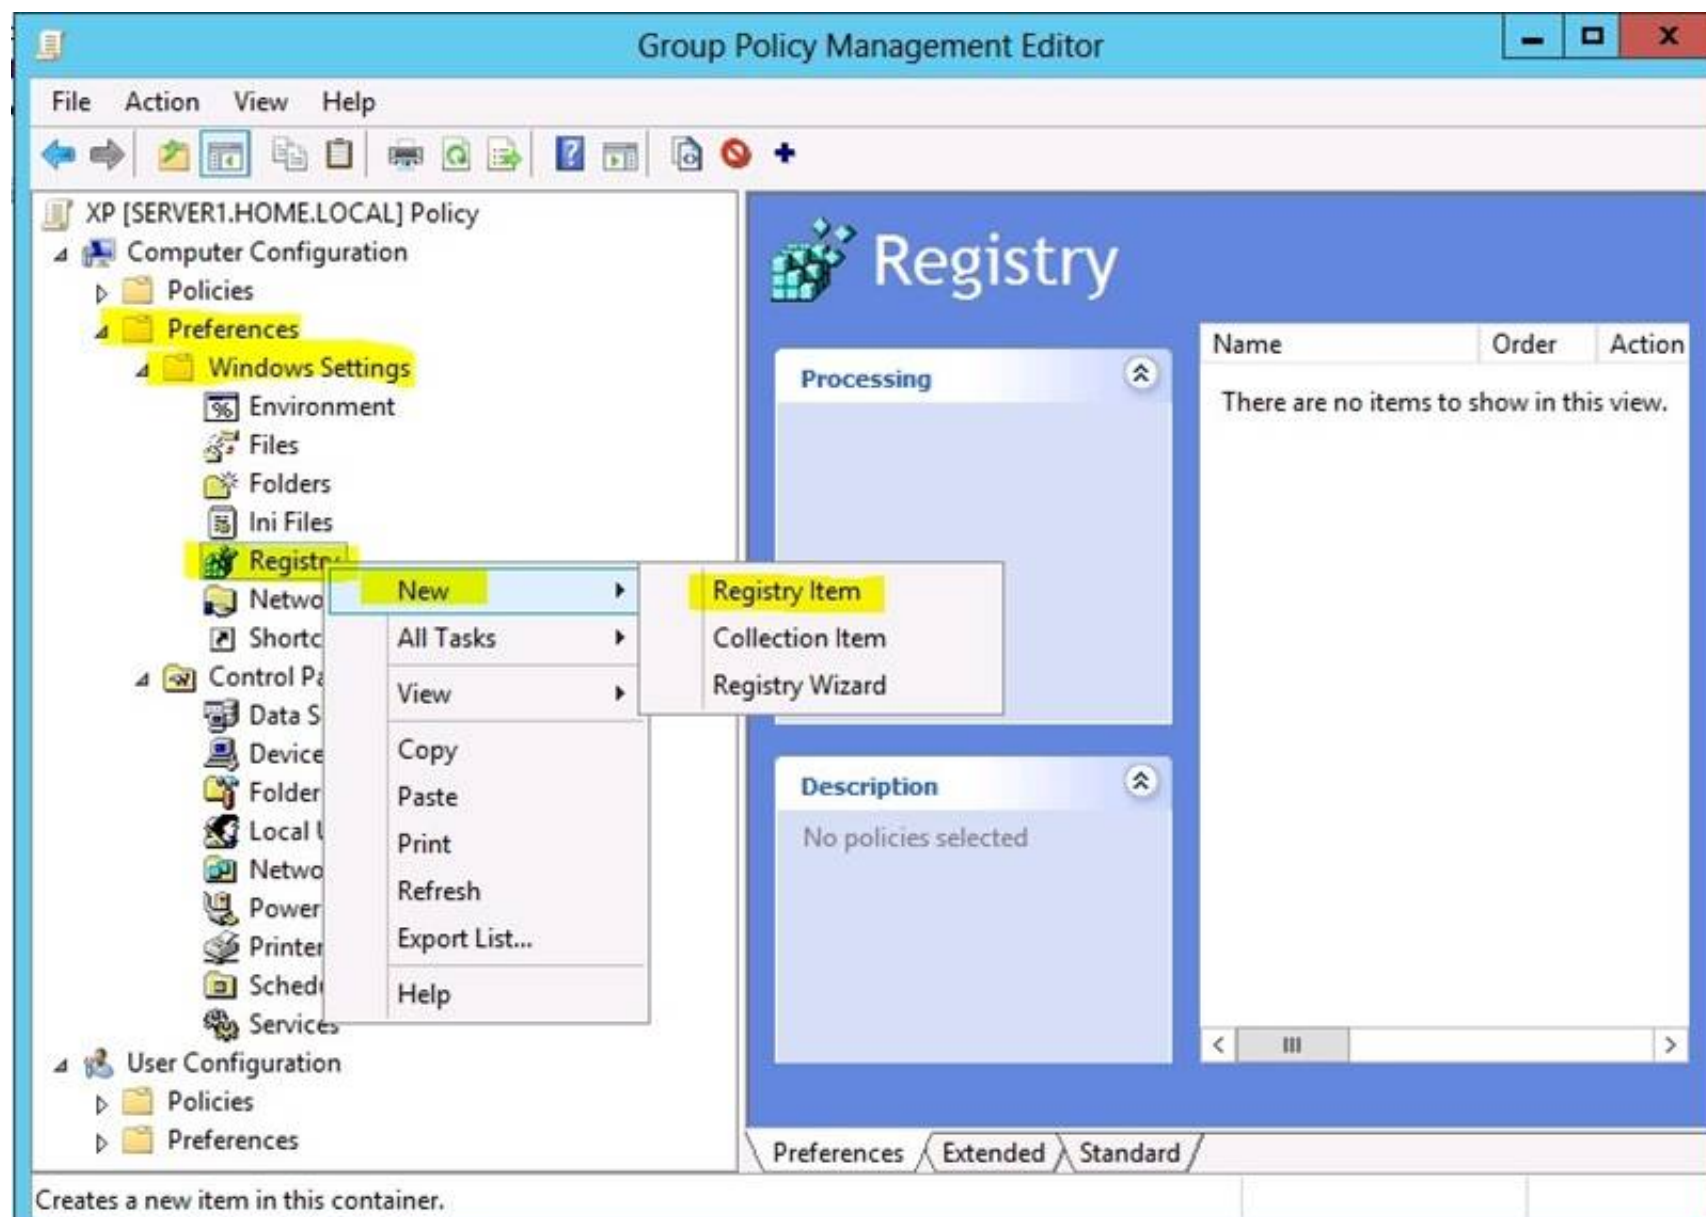 Group Policy Management Editor
File Action View Help
XP [SERVER1.HOME.LOCAL] Policy
Computer Configuration
Policies
Preferences
Windows Settings
Environment
Files
Folders
Ini Files
Registry
Netwo
Shortc
Control Pa
Data S
Device
Folder
Local U
Netwo
Power
Printer
Sched
Services
User Configuration
Policies
Preferences
New
All Tasks
View
Copy
Paste
Print
Refresh
Export List...
Help
Registry Item
Collection Item
Registry Wizard
Registry
Processing
Description
No policies selected
Name Order Action
There are no items to show in this view.
Preferences Extended Standard
Creates a new item in this container.